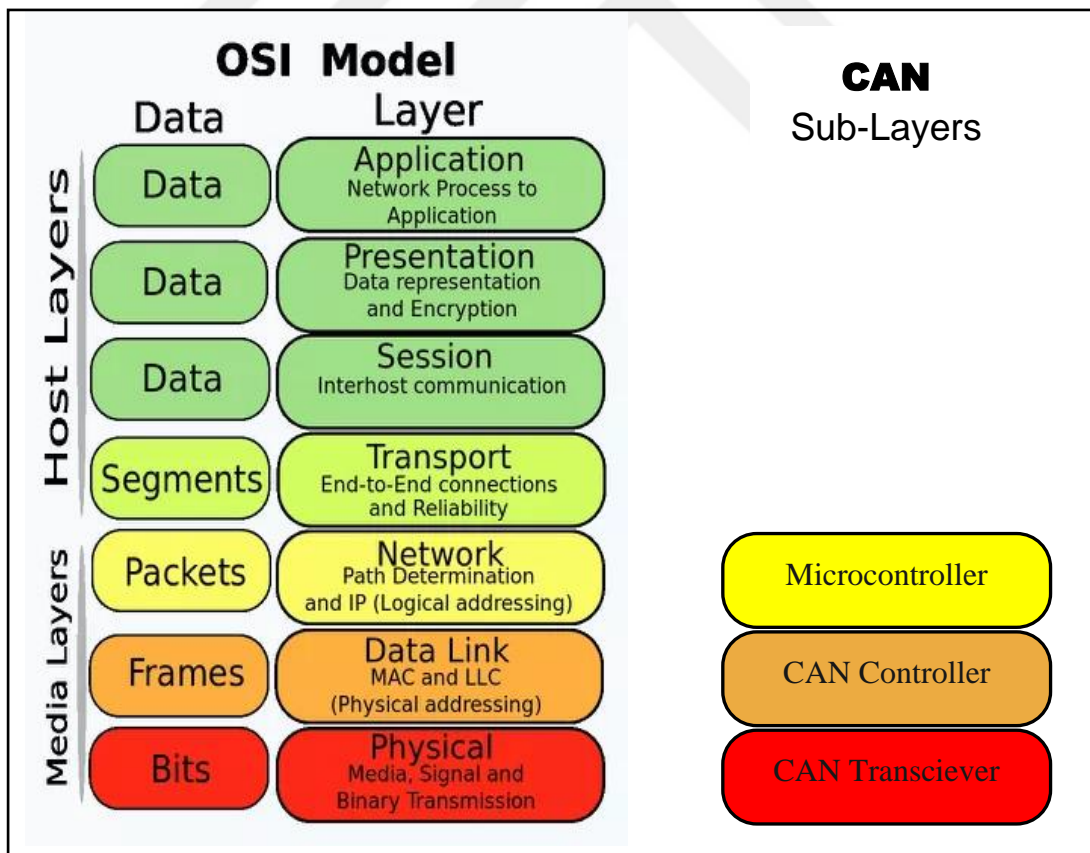 OSI Model
Data
Layer
Host Layers
Data
Application
Network Process to
Application
Data
Presentation
Data representation
and Encryption
Data
Session
Interhost communication
Segments
Transport
End-to-End connections
and Reliability
Media Layers
Packets
Network
Path Determination
and IP (Logical addressing)
Frames
Data Link
MAC and LLC
(Physical addressing)
Bits
Physical
Media, Signal and
Binary Transmission
CAN
Sub-Layers
Microcontroller
CAN Controller
CAN Transciever